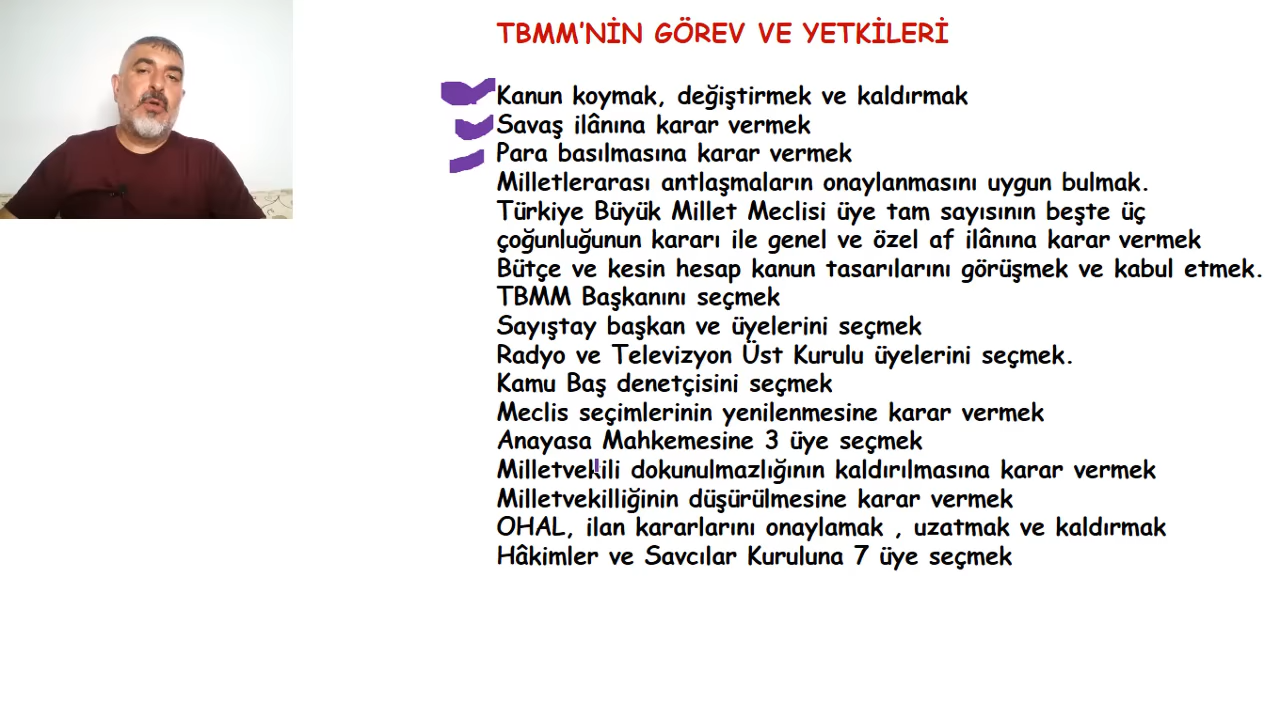 TBMM'NİN GÖREV VE YETKİLERİ
Kanun koymak, değiştirmek ve kaldırmak
Savaş ilânına karar vermek
Para basılmasına karar vermek
Milletlerarası antlaşmaların onaylanmasını uygun bulmak.
Türkiye Büyük Millet Meclisi üye tam sayısının beşte üç
çoğunluğunun kararı ile genel ve özel af ilânına karar vermek
Bütçe ve kesin hesap kanun tasarılarını görüşmek ve kabul etmek.
TBMM Başkanını seçmek
Sayıştay başkan ve üyelerini seçmek
Radyo ve Televizyon Üst Kurulu üyelerini seçmek.
Kamu Baş denetçisini seçmek
Meclis seçimlerinin yenilenmesine karar vermek
Anayasa Mahkemesine 3 üye seçmek
Milletvekili dokunulmazlığının kaldırılmasına karar vermek
Milletvekilliğinin düşürülmesine karar vermek
OHAL, ilan kararlarını onaylamak , uzatmak ve kaldırmak
Hâkimler ve Savcılar Kuruluna 7 üye seçmek